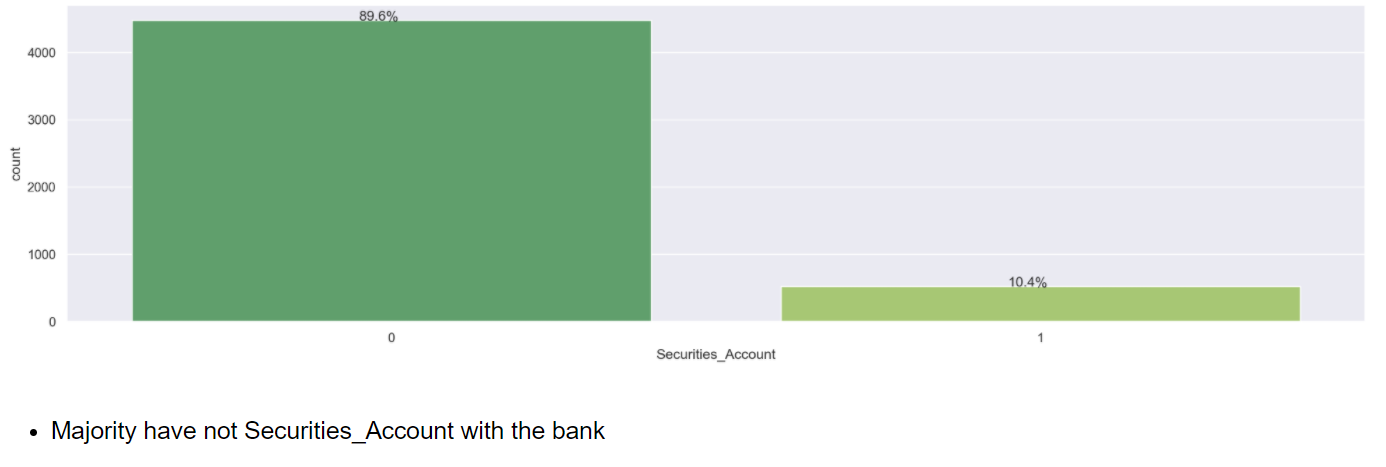 89.6%
4000
3000
count
2000
1000
10.4%
0
0 1
Securities_Account
• Majority have not Securities_Account with the bank